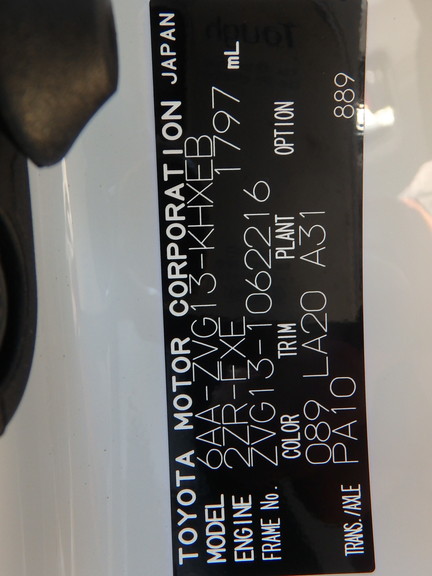 TOYOTA MOTOR CORPORATION JAPAN
MODEL 6AA-ZVG13-KHXEB
ENGINE 2ZR-FXE 1797 mL
FRAME No. ZVG13-1062216
COLOR TRIM PLANT OPTION
089 LA20 A31
TRANS./AXLE PA10 889